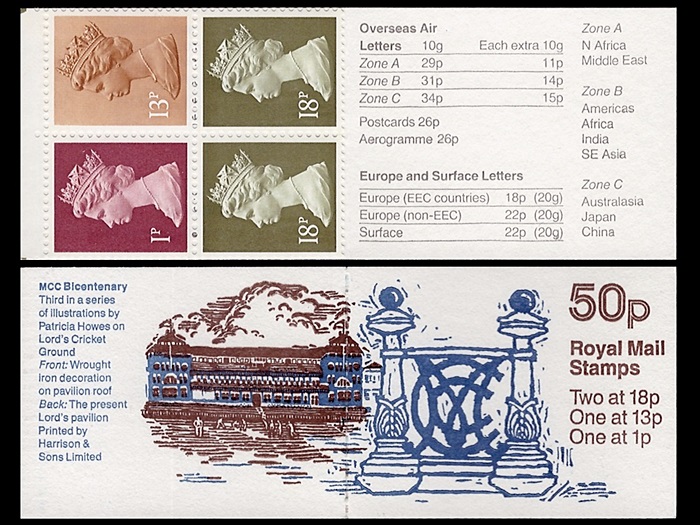 13P
18P
1P
18P
Overseas Air
Letters 10g Each extra 10g
Zone A 29p 11p
Zone B 31p 14p
Zone C 34p 15p
Postcards 26p
Aerogramme 26p
Europe and Surface Letters
Europe (EEC countries) 18p (20g)
Europe (non-EEC) 22p (20g)
Surface 22p (20g)
Zone A
N Africa
Middle East
Zone B
Americas
Africa
India
SE Asia
Zone C
Australasia
Japan
China
MCC Bicentenary
Third in a series
of illustrations by
Patricia Howes on
Lord's Cricket
Ground
Front: Wrought
iron decoration
on pavilion roof
Back: The present
Lord's pavilion
Printed by
Harrison &
Sons Limited
MCC
50p
Royal Mail
Stamps
Two at 18p
One at 13p
One at 1p